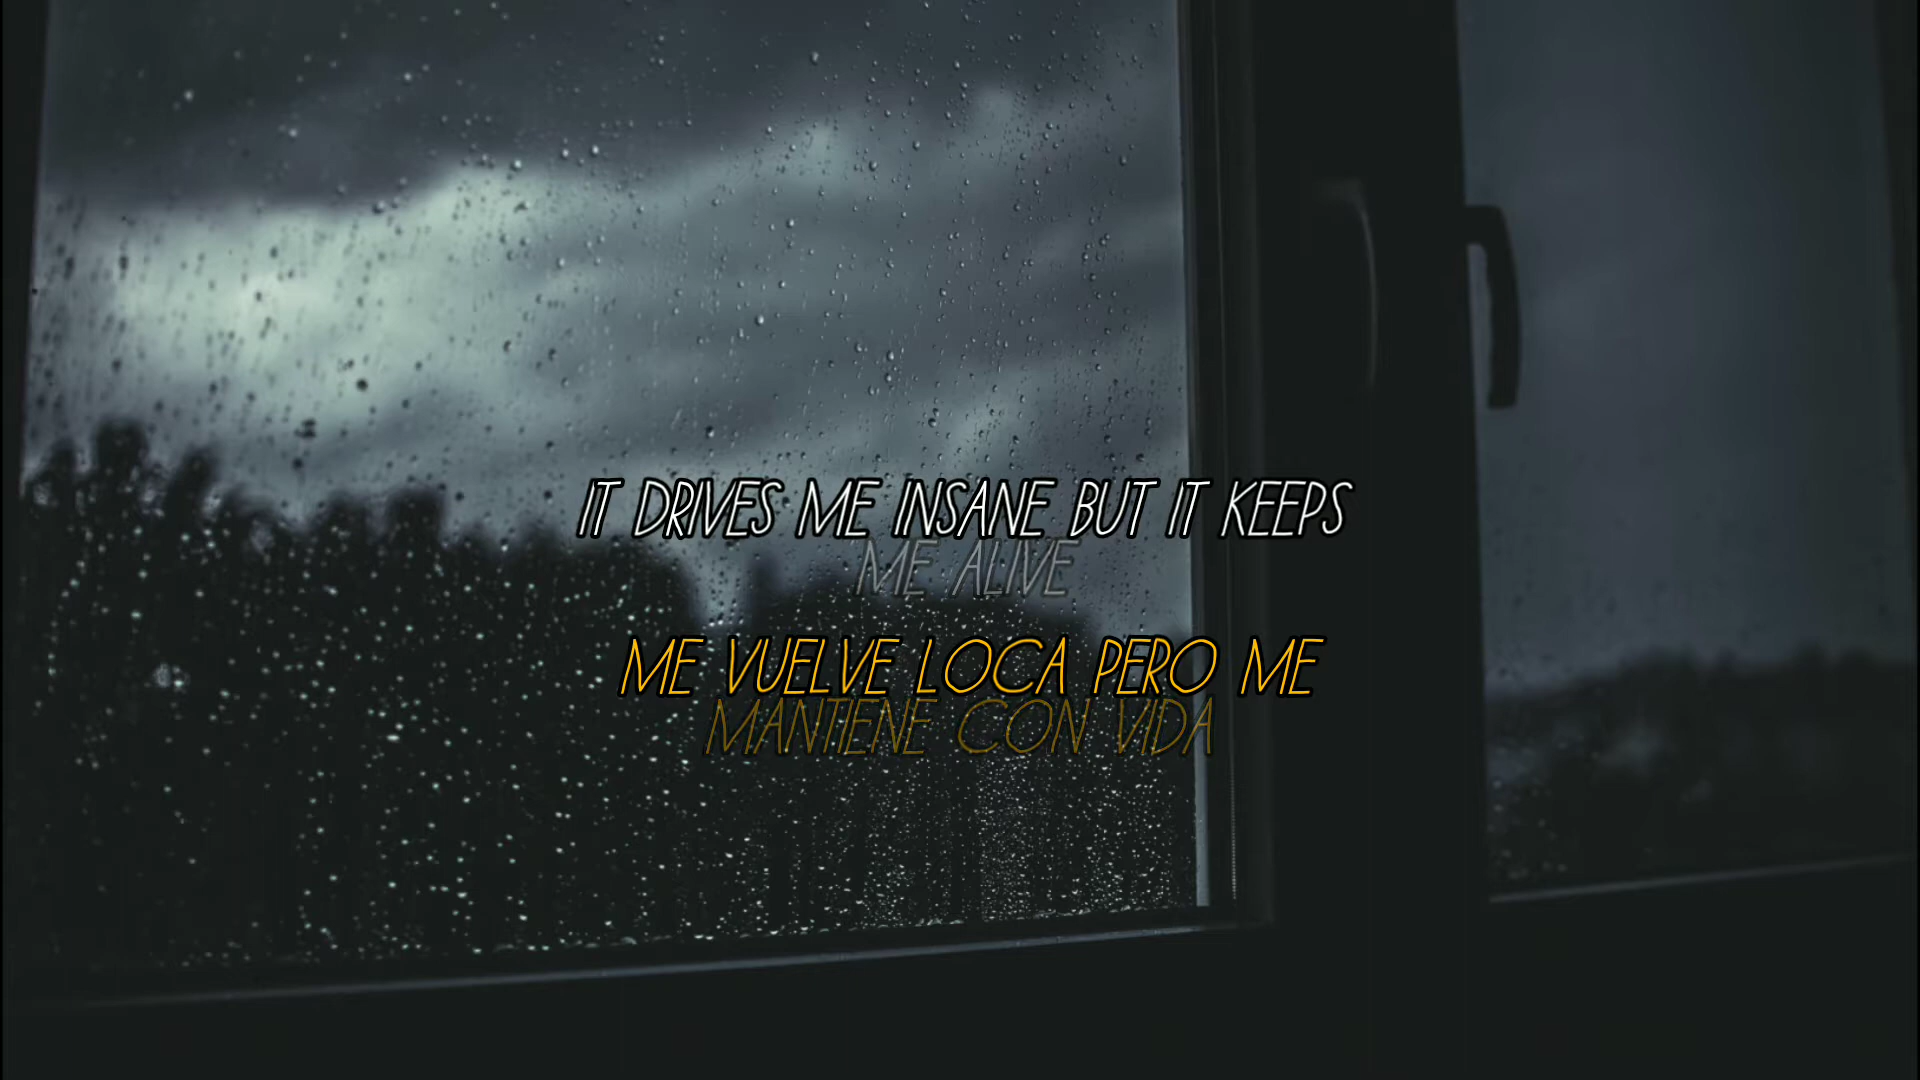 IT DRIVES ME INSANE BUT IT KEEPS
ME ALIVE
ME VUELVE LOCA PERO ME
MANTIENE CON VIDA